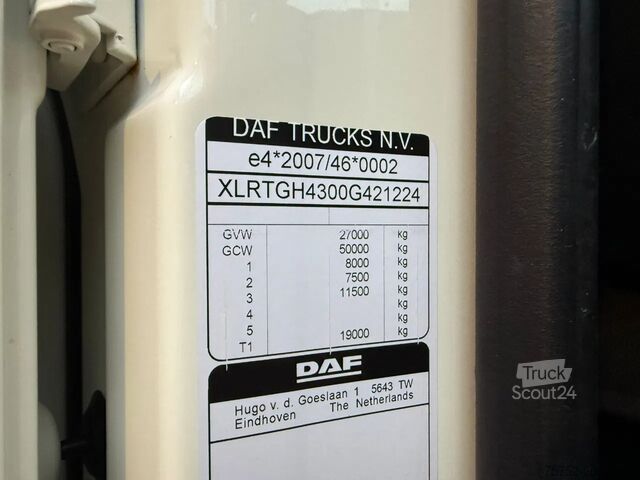 DAF TRUCKS N.V.
e4*2007/46*0002
XLRTGH4300G421224
GVW 27000 kg
GCW 50000 kg
1 8000 kg
2 7500 kg
3 11500 kg
4 kg
5 kg
T1 19000 kg
DAF
Hugo v. d. Goeslaan 1 5643 TW
Eindhoven The Netherlands
Truck
Scout24